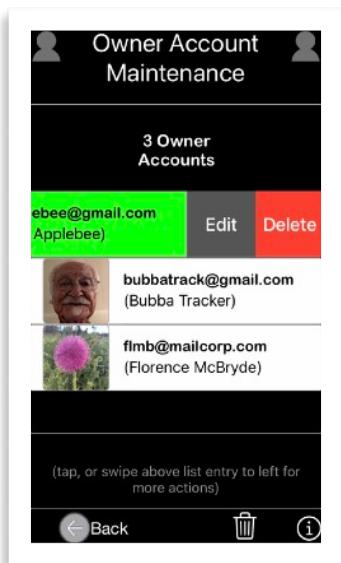 Owner Account
Maintenance
3 Owner
Accounts
ebee@gmail.com
Applebee)
Edit
Delete
bubbatrack@gmail.com
(Bubba Tracker)
flmb@mailcorp.com
(Florence McBryde)
(tap, or swipe above list entry to left for
more actions)
Back